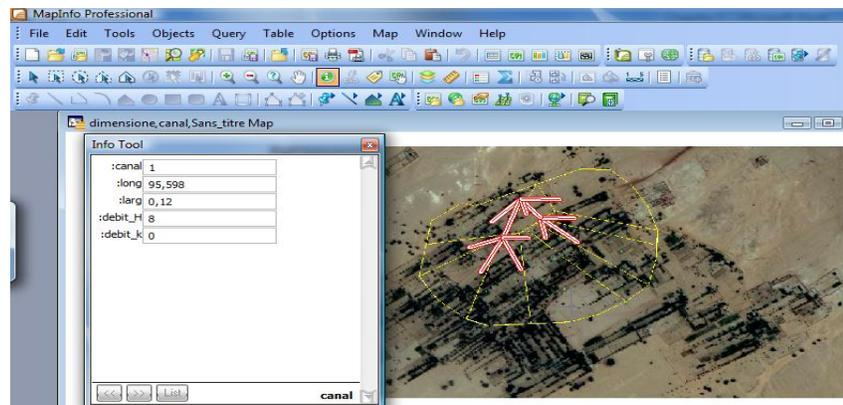 MapInfo Professional
File Edit Tools Objects Query Table Options Map Window Help
dimensione,canal,Sans_titre Map
Info Tool
:canal 1
:long 95,598
:larg 0,12
:debit_H 8
:debit_k 0
<< >> List canal